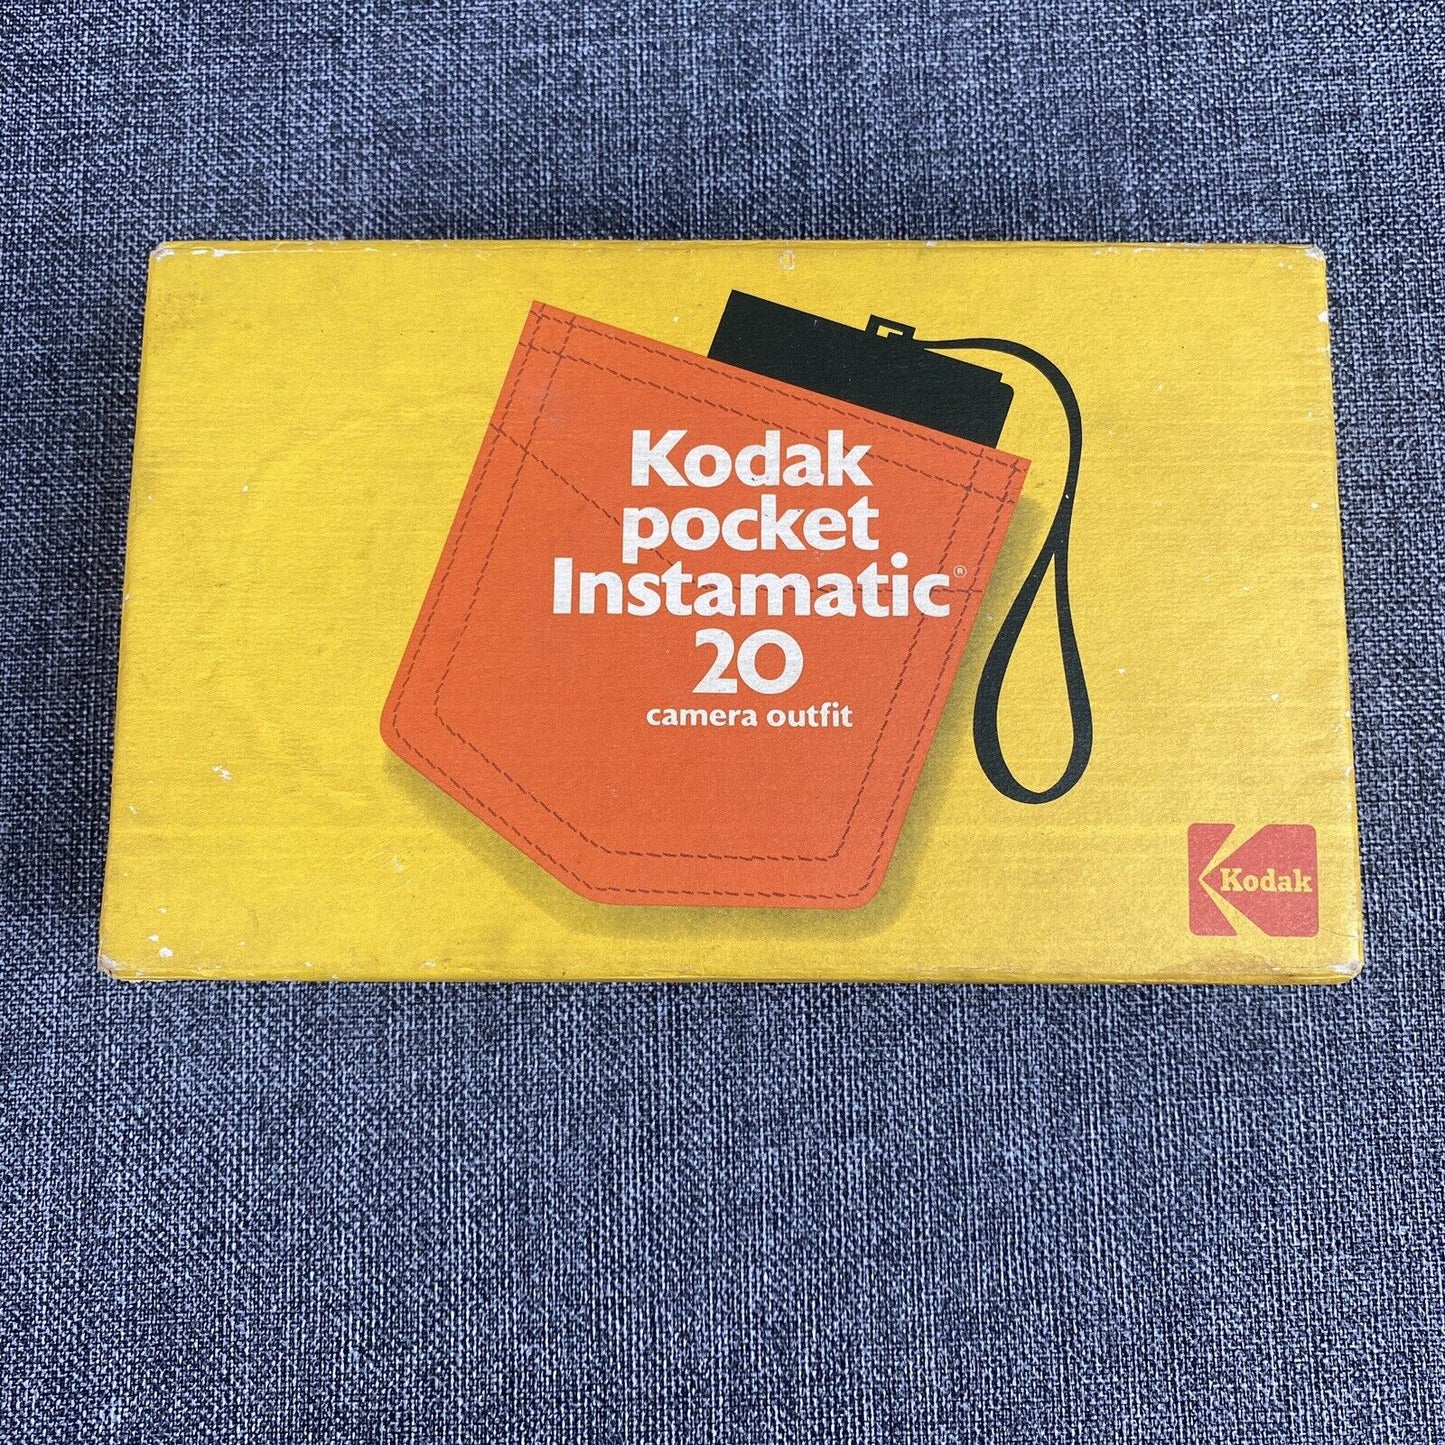 Kodak
pocket
Instamatic®
20
camera outfit
Kodak